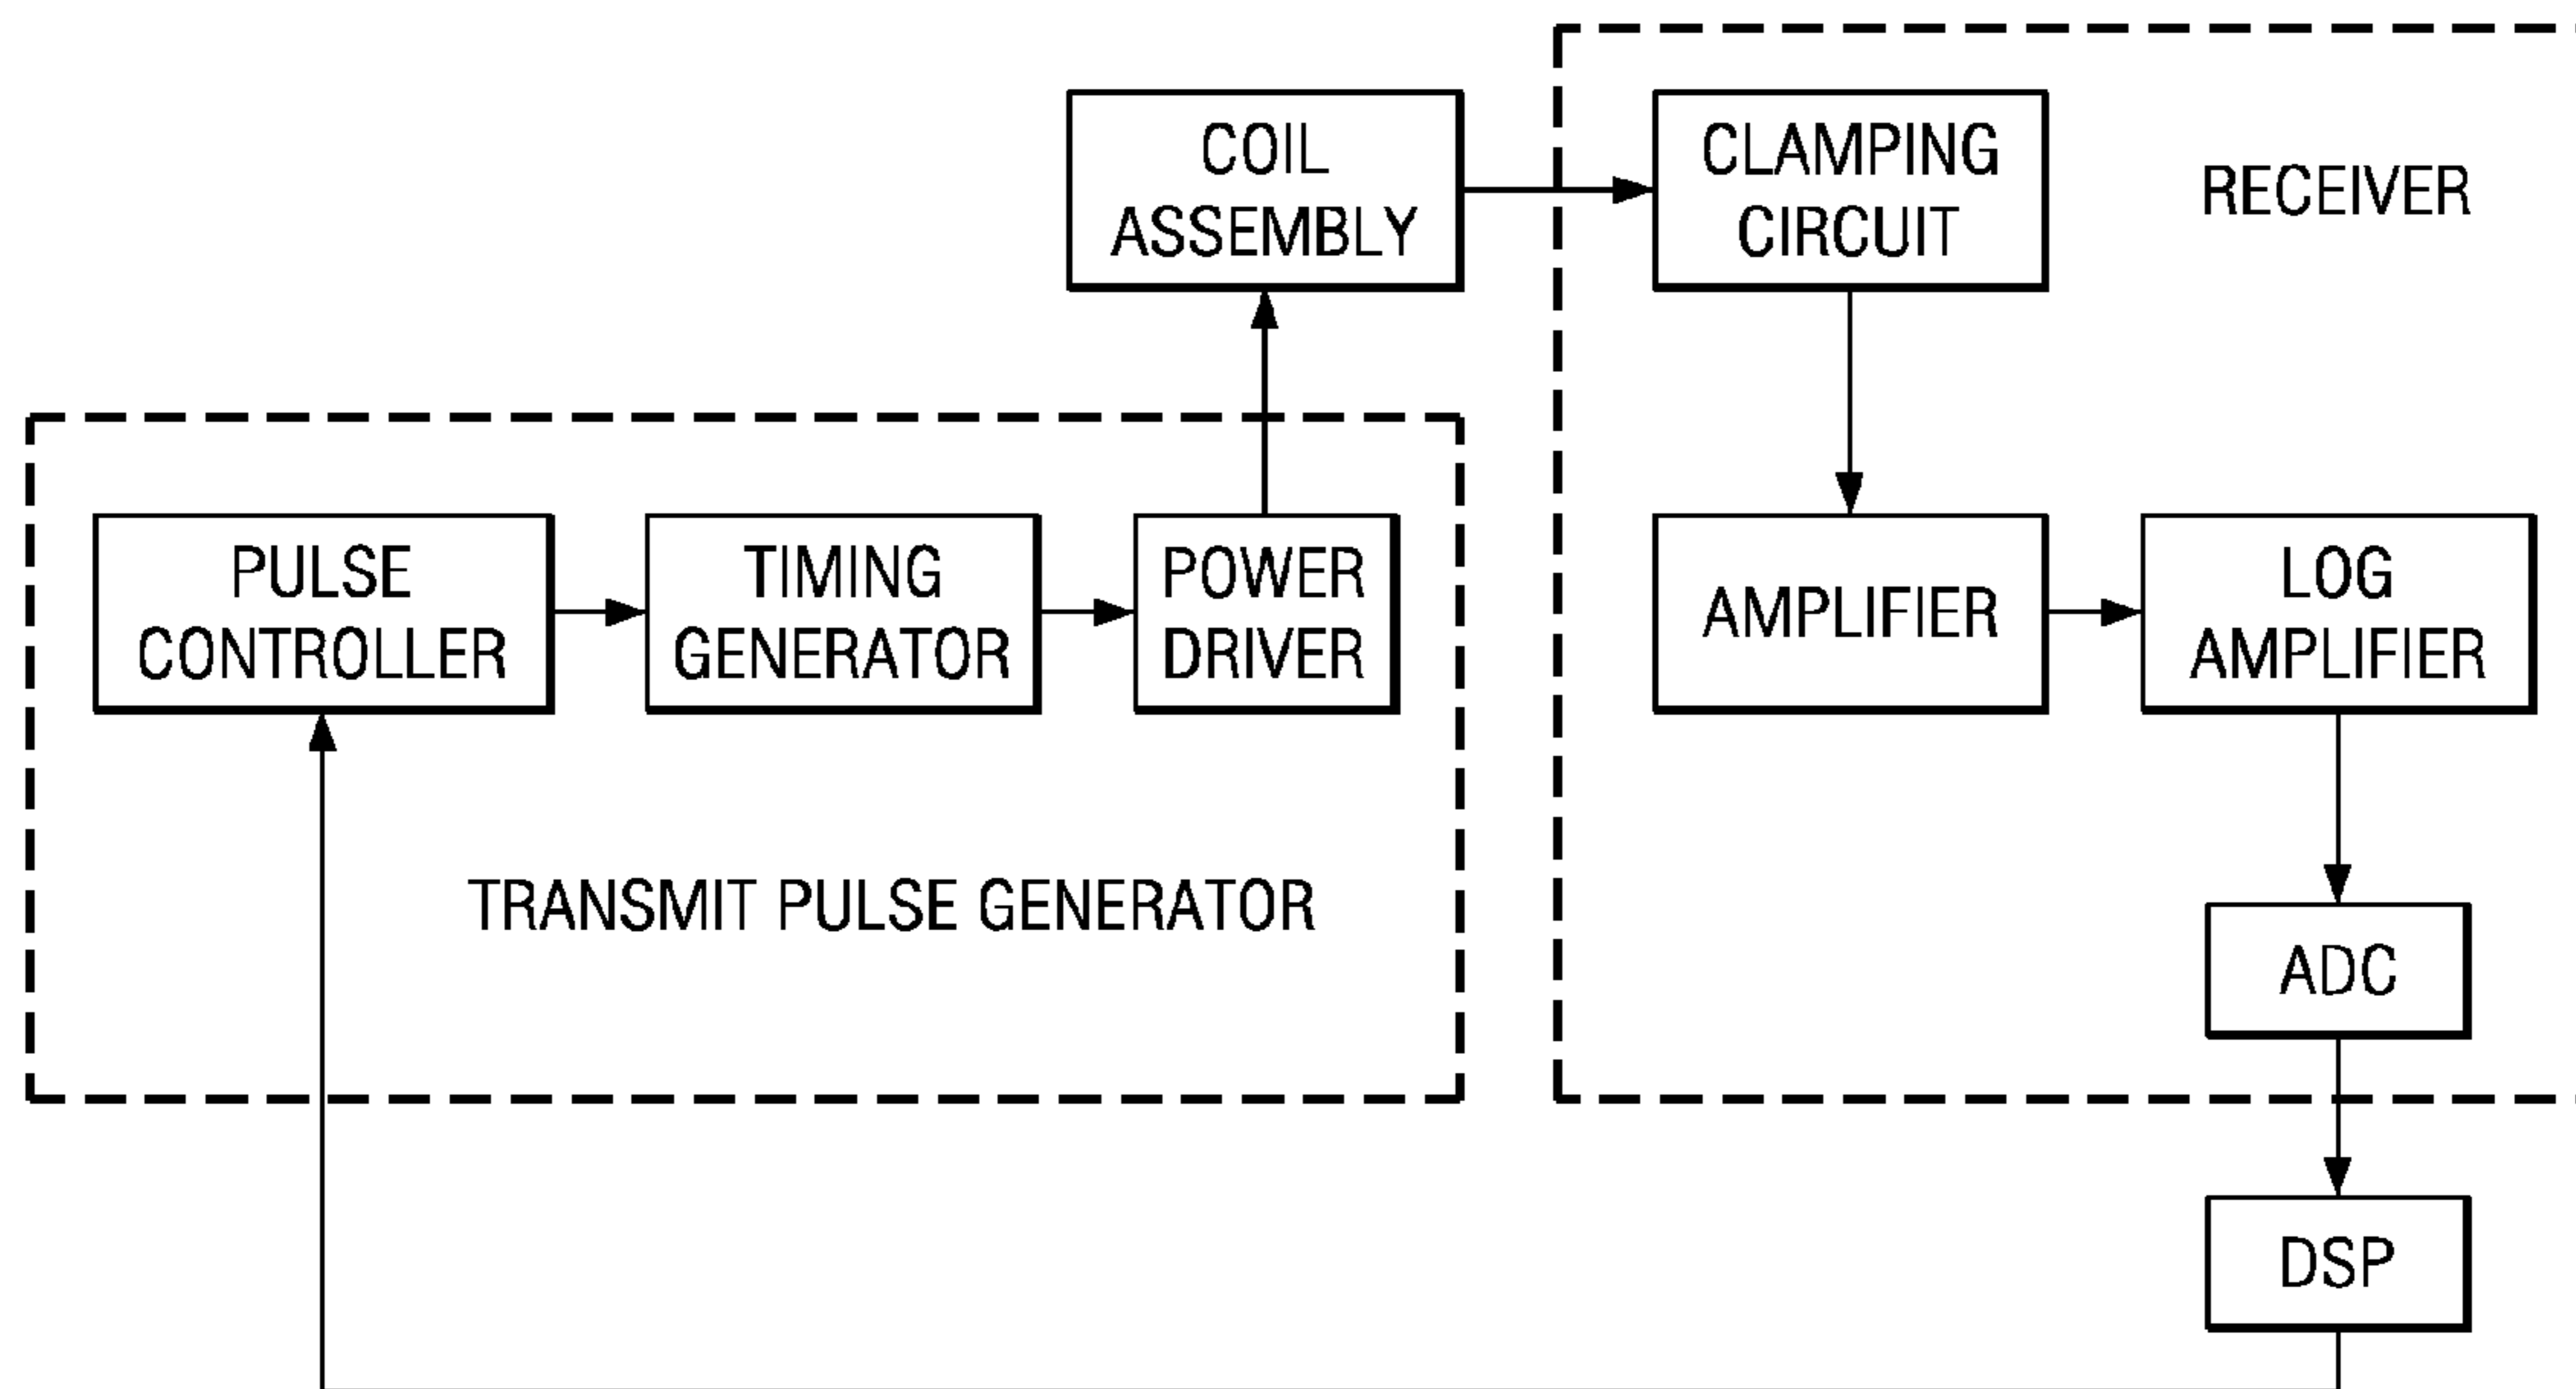 COIL
ASSEMBLY
CLAMPING
CIRCUIT
RECEIVER
PULSE
CONTROLLER
TIMING
GENERATOR
POWER
DRIVER
AMPLIFIER
LOG
AMPLIFIER
TRANSMIT PULSE GENERATOR
ADC
DSP